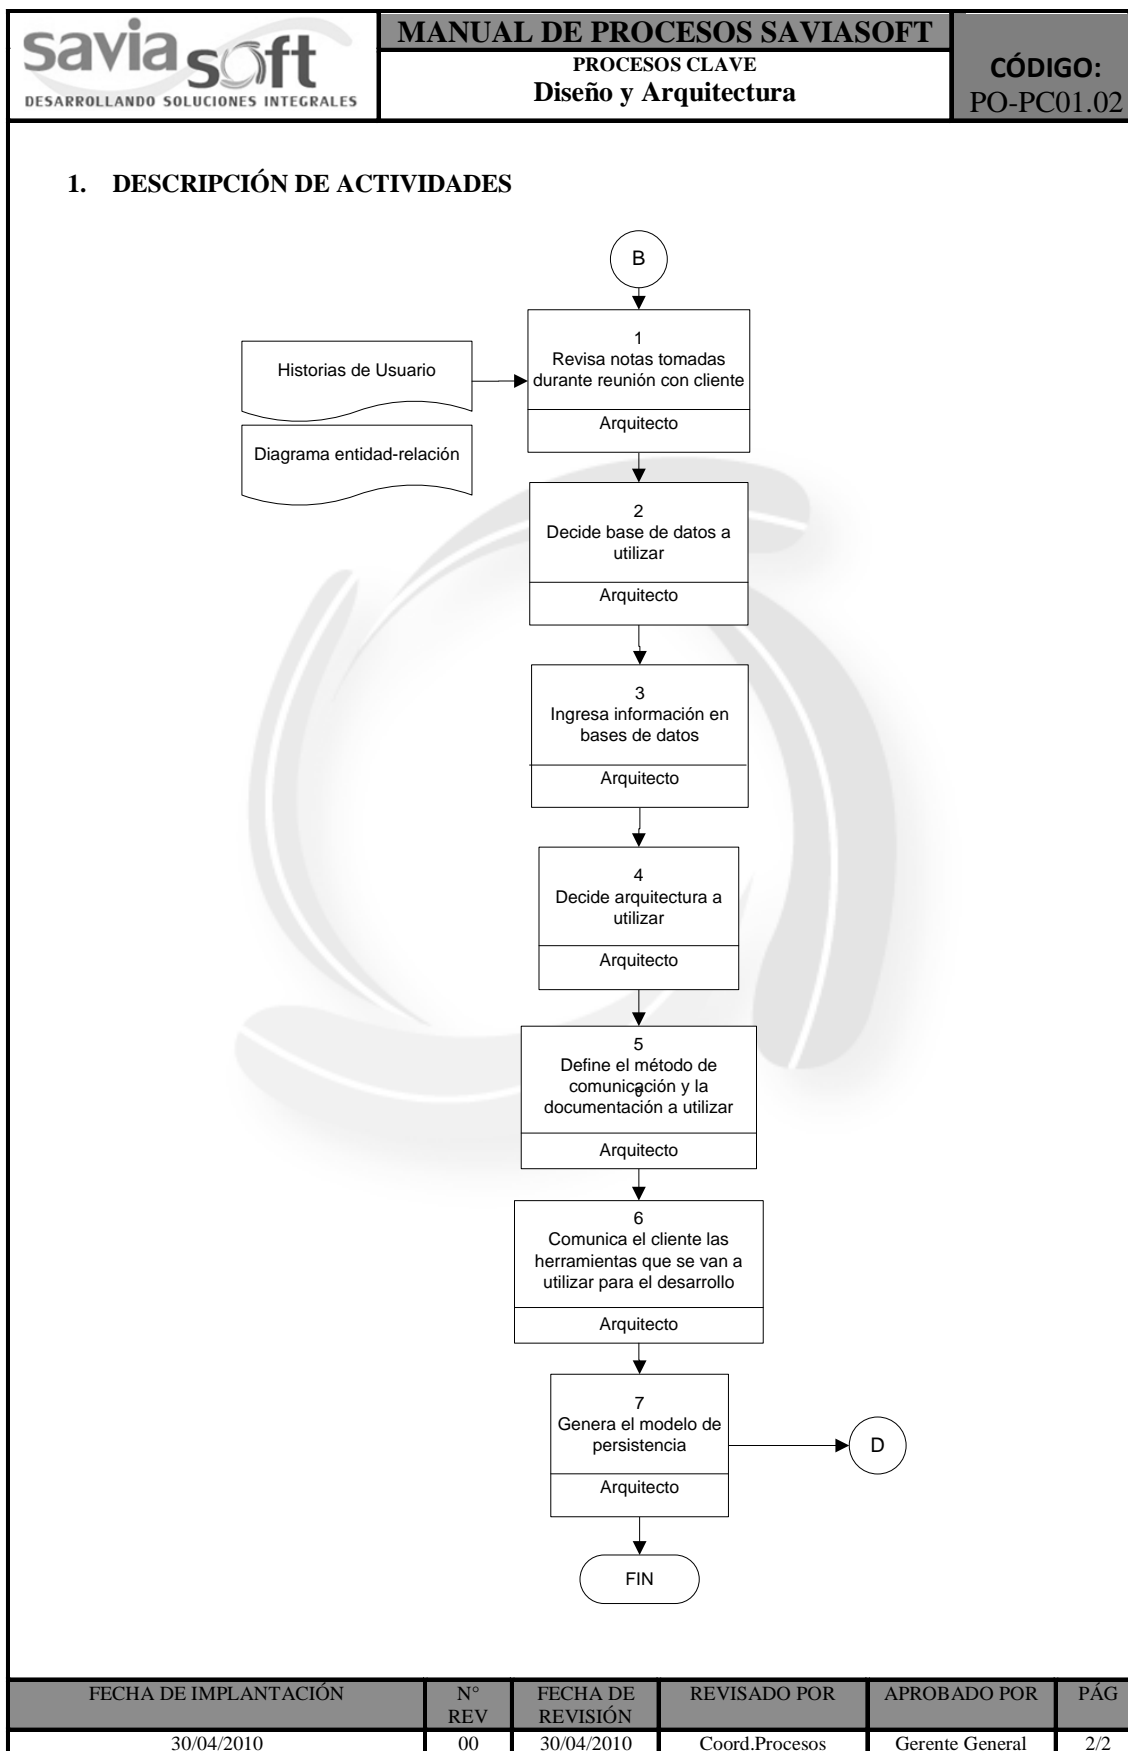 savia soft
DESARROLLANDO SOLUCIONES INTEGRALES
MANUAL DE PROCESOS SAVIASOFT
PROCESOS CLAVE
Diseño y Arquitectura
CÓDIGO:
PO-PC01.02
1. DESCRIPCIÓN DE ACTIVIDADES
B
1
Revisa notas tomadas
durante reunión con cliente
Arquitecto
Historias de Usuario
Diagrama entidad-relación
2
Decide base de datos a
utilizar
Arquitecto
3
Ingresa información en
bases de datos
Arquitecto
4
Decide arquitectura a
utilizar
Arquitecto
5
Define el método de
comunicación y la
documentación a utilizar
Arquitecto
6
Comunica el cliente las
herramientas que se van a
utilizar para el desarrollo
Arquitecto
7
Genera el modelo de
persistencia
Arquitecto
D
FIN
FECHA DE IMPLANTACIÓN
N°
REV
FECHA DE
REVISIÓN
REVISADO POR
APROBADO POR
PÁG
30/04/2010
00
30/04/2010
Coord.Procesos
Gerente General
2/2